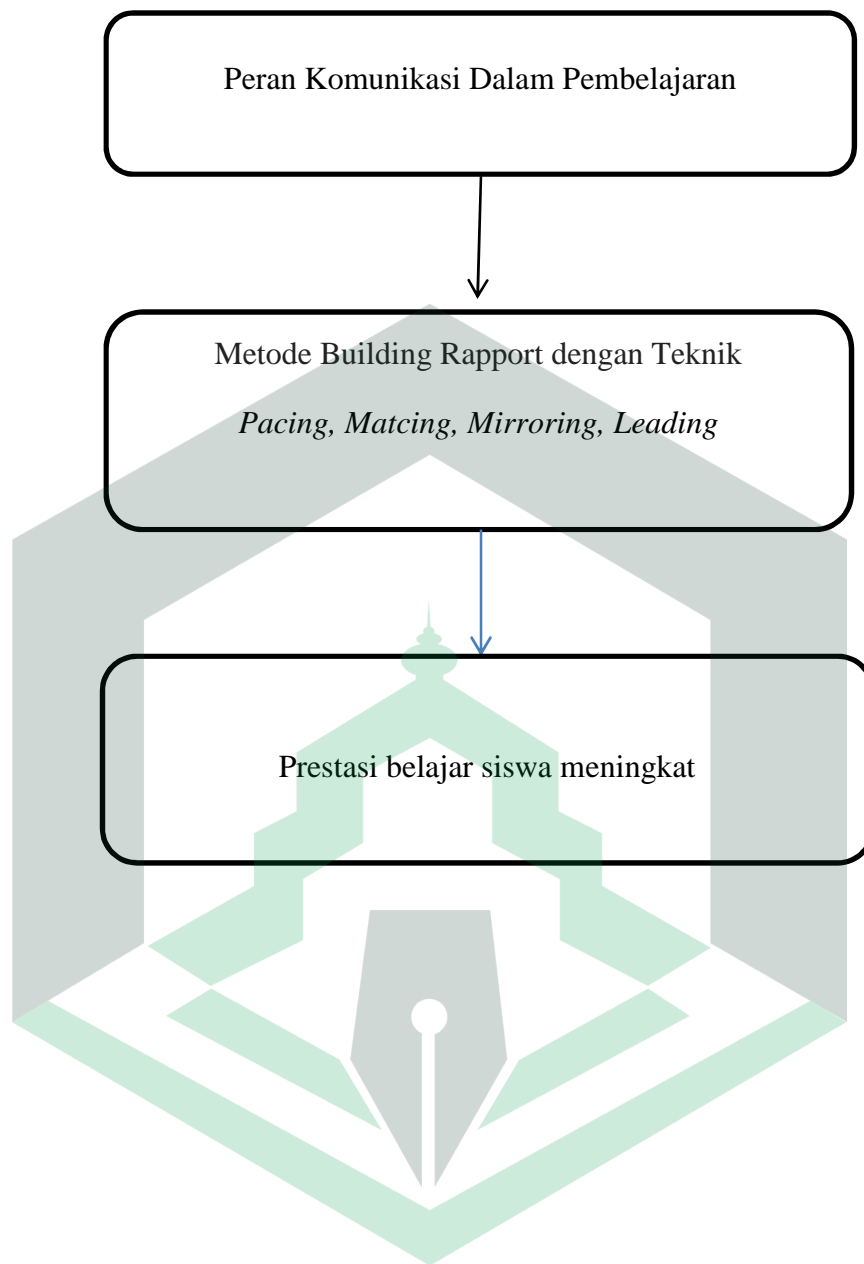 Peran Komunikasi Dalam Pembelajaran
Metode Building Rapport dengan Teknik
Pacing, Matcing, Mirroring, Leading
Prestasi belajar siswa meningkat